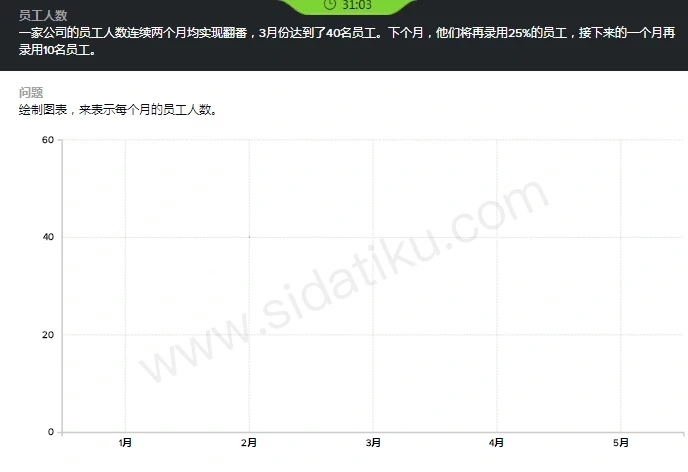 31:03
员工人数
一家公司的员工人数连续两个月均实现翻番，3月份达到了40名员工。下个月，他们将再录用25%的员工，接下来的一个月再
录用10名员工。
问题
绘制图表，来表示每个月的员工人数。
60
40
20
0
1月 2月 3月 4月 5月
www.sidatiku.com